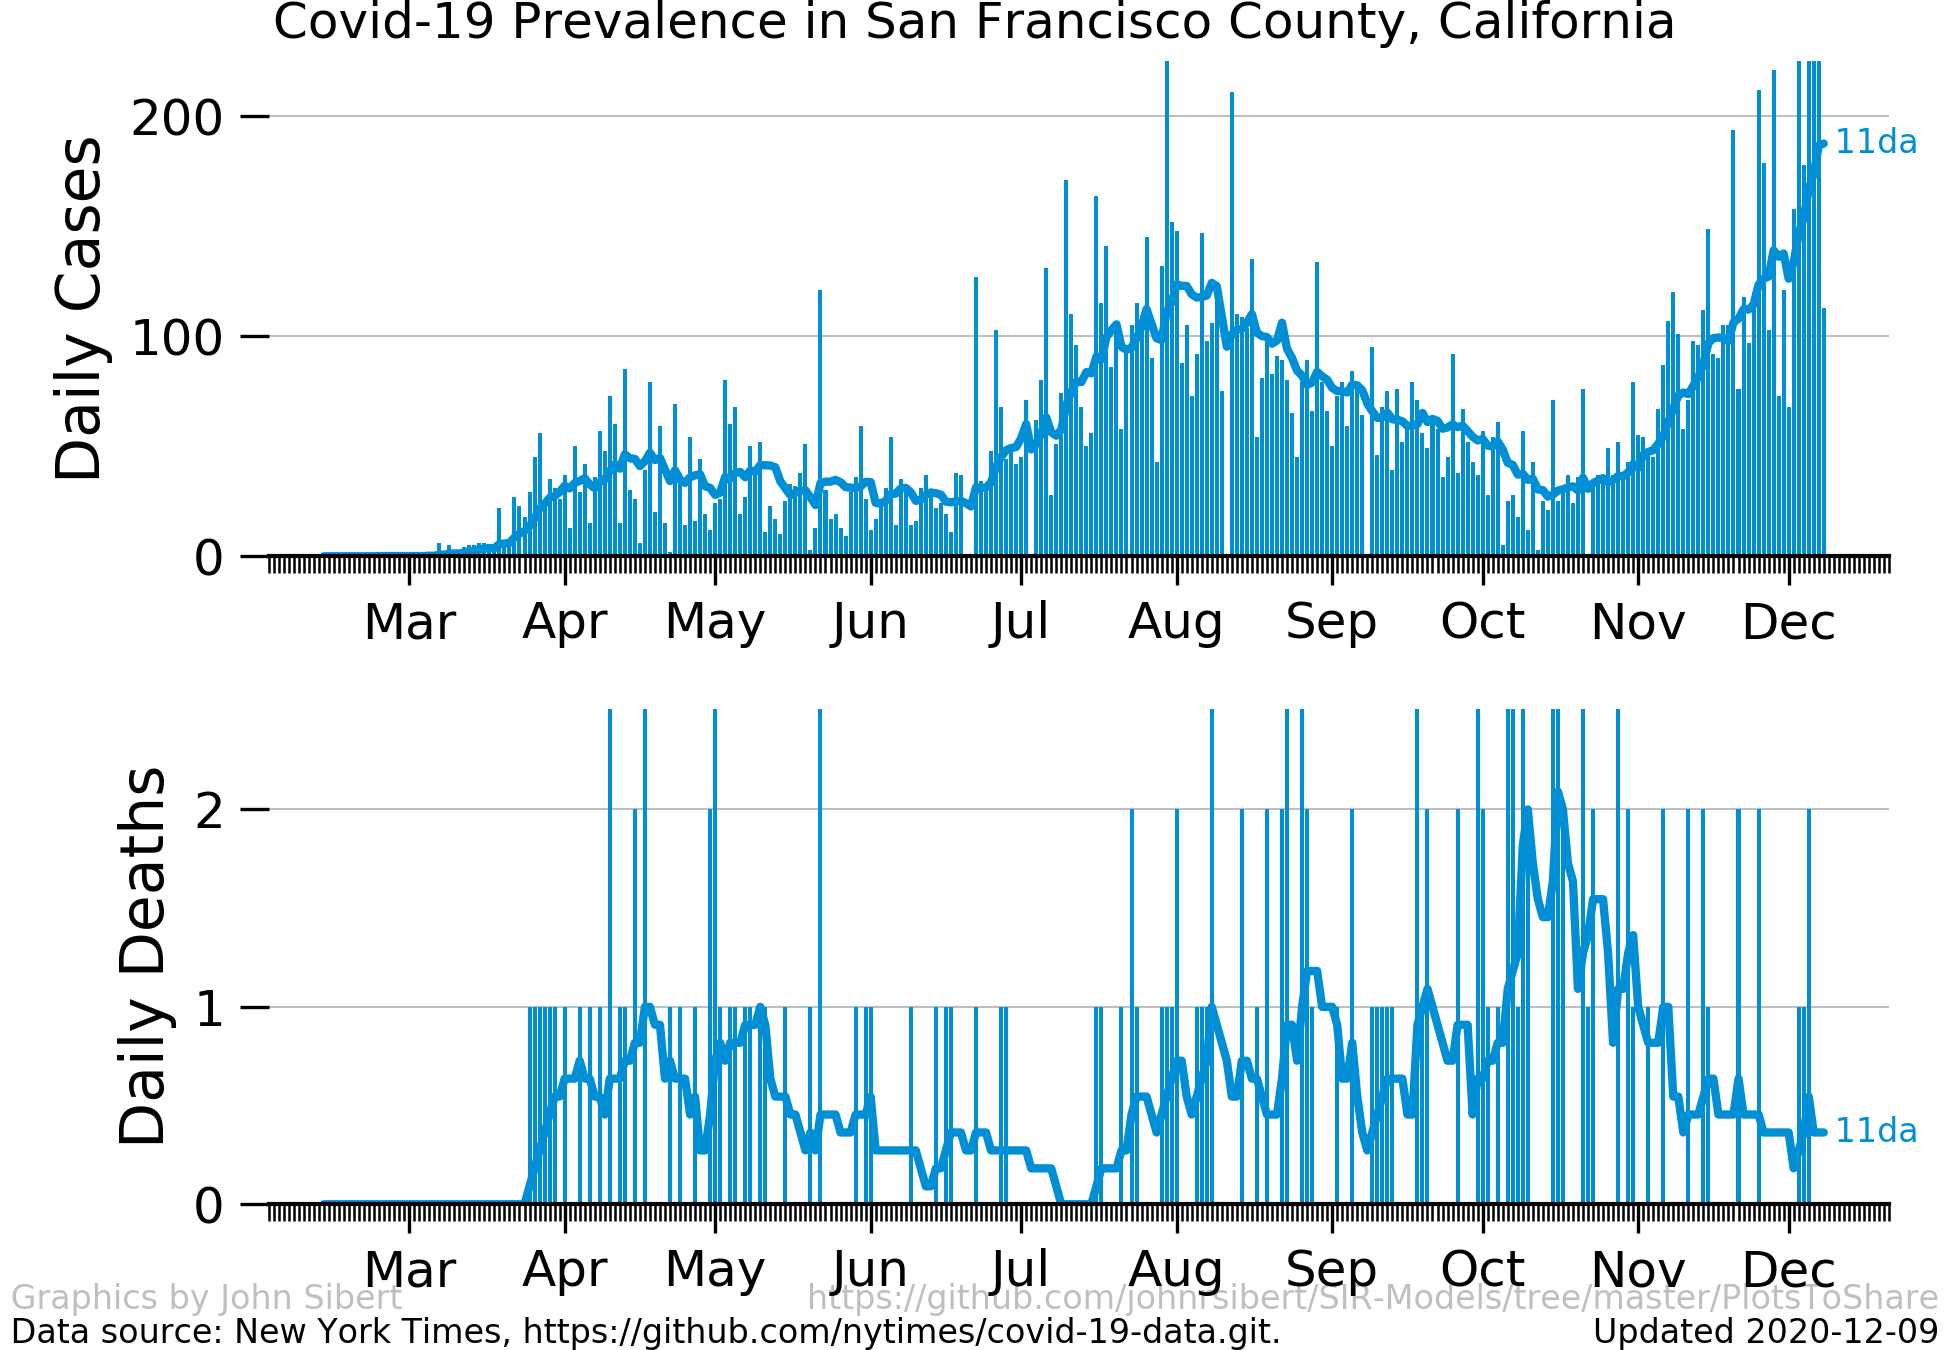 Covid-19 Prevalence in San Francisco County, California
Daily Cases
200
100
0
11da
Mar Apr May Jun Jul Aug Sep Oct Nov Dec
Daily Deaths
2
1
0
11da
Mar Apr May Jun Jul Aug Sep Oct Nov Dec
Graphics by John Sibert https://github.com/johnrsibert/SIR-Models/tree/master/PlotsToShare
Data source: New York Times, https://github.com/nytimes/covid-19-data.git. Updated 2020-12-09